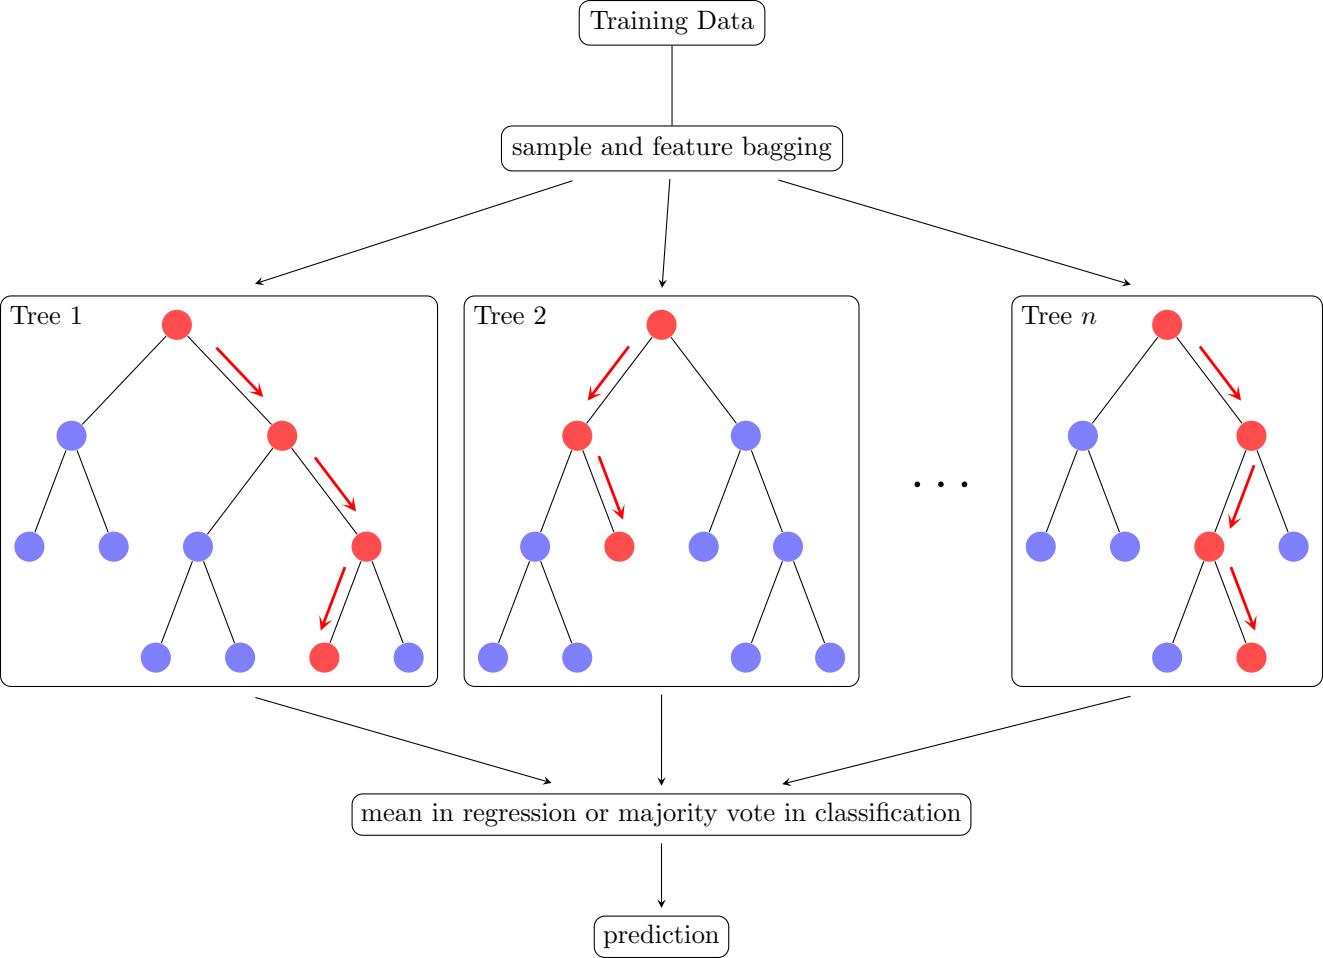 Training Data
sample and feature bagging
Tree 1
Tree 2
Tree n
. . .
mean in regression or majority vote in classification
prediction